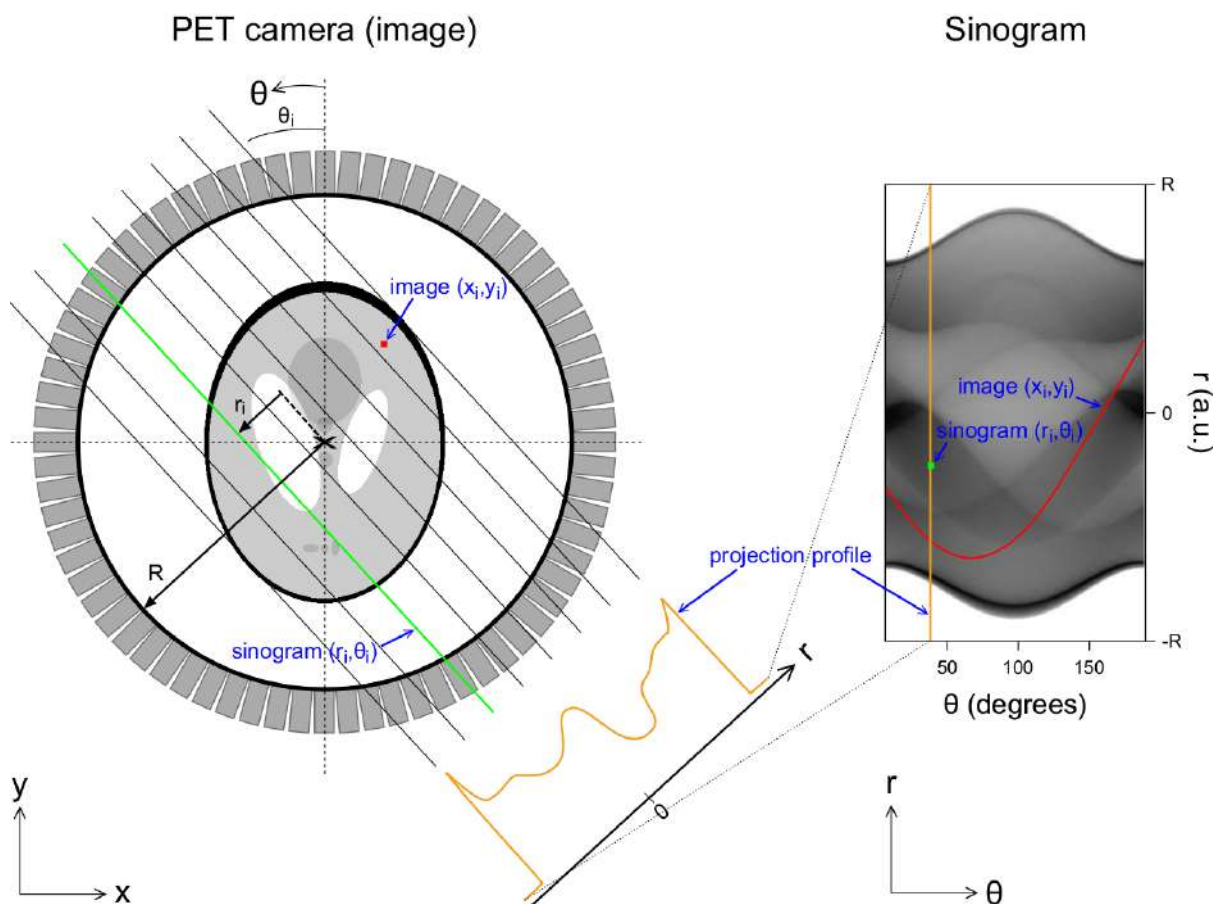 PET camera (image)
Sinogram
θ
θi
image (xi,yi)
ri
R
sinogram (ri,θi)
projection profile
r
0
R
image (xi,yi)
0
sinogram (ri,θi)
r (a.u.)
-R
50 100 150
θ (degrees)
y
x
r
θ